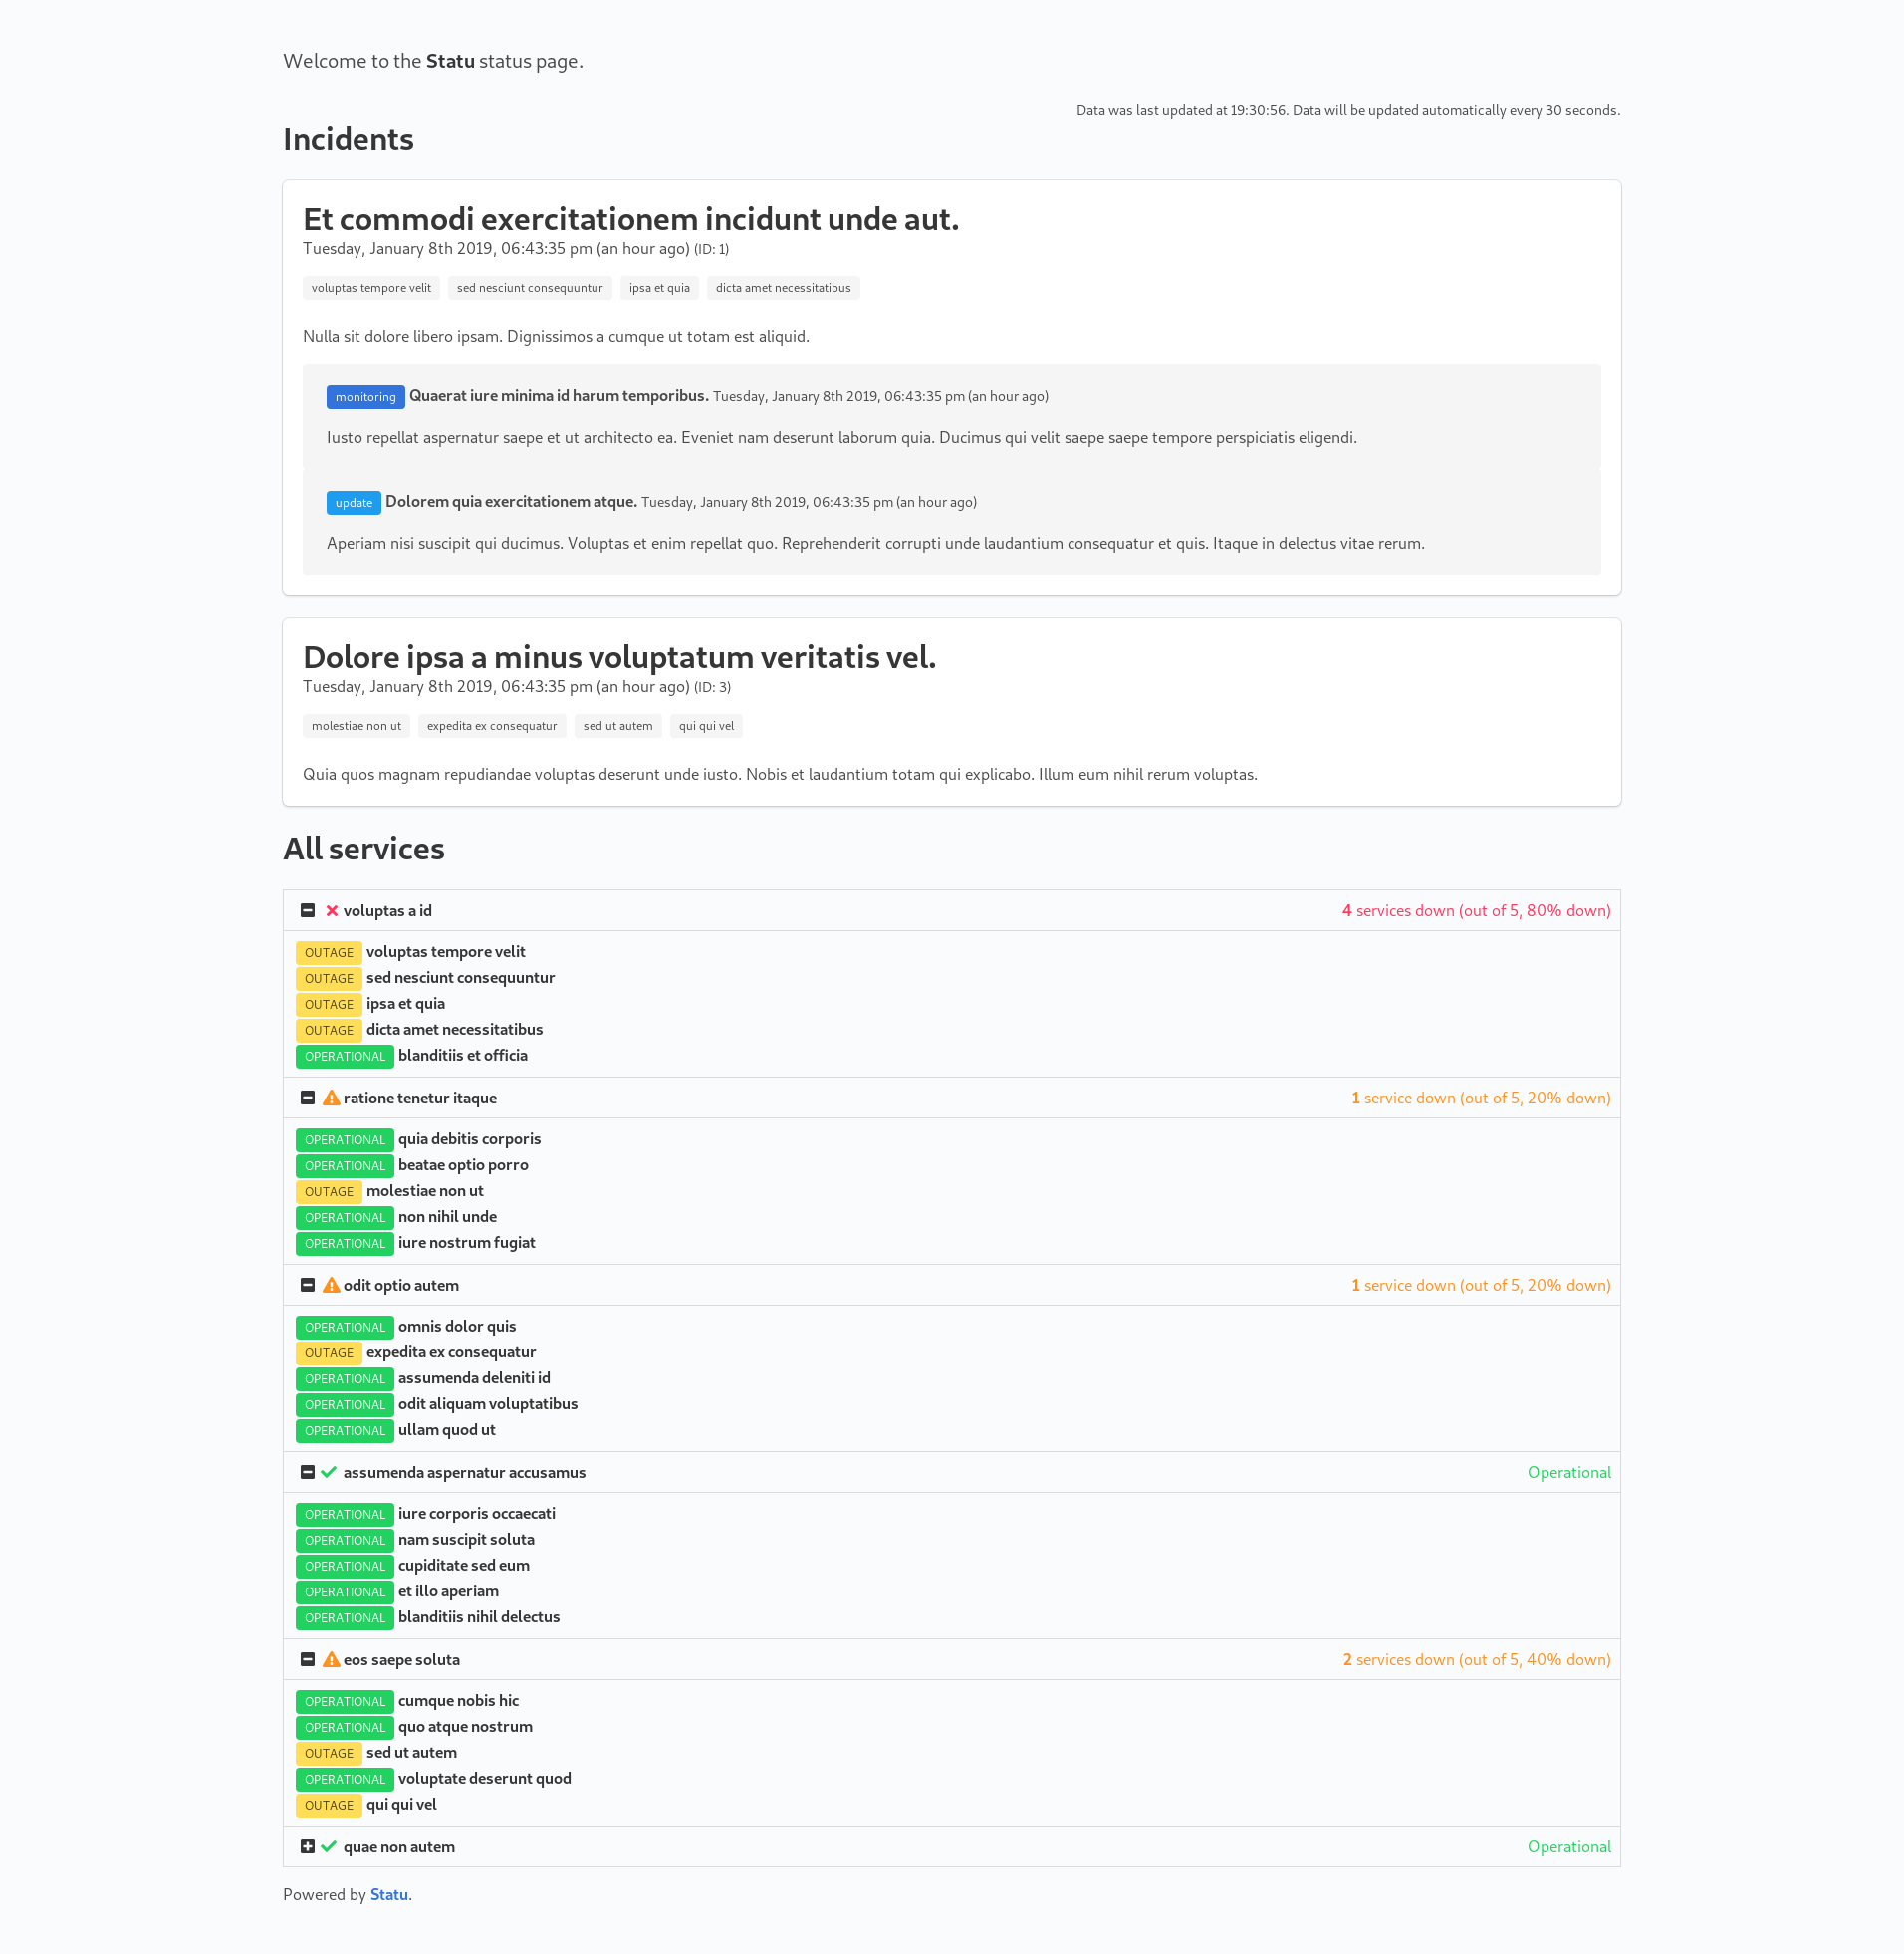 Welcome to the Statu status page.
Data was last updated at 19:30:56. Data will be updated automatically every 30 seconds.
Incidents
Et commodi exercitationem incidunt unde aut.
Tuesday, January 8th 2019, 06:43:35 pm (an hour ago) (ID: 1)
voluptas tempore velit sed nesciunt consequuntur ipsa et quia dicta amet necessitatibus
Nulla sit dolore libero ipsam. Dignissimos a cumque ut totam est aliquid.
monitoring Quaerat iure minima id harum temporibus. Tuesday, January 8th 2019, 06:43:35 pm (an hour ago)
Iusto repellat aspernatur saepe et ut architecto ea. Eveniet nam deserunt laborum quia. Ducimus qui velit saepe saepe tempore perspiciatis eligendi.
update Dolorem quia exercitationem atque. Tuesday, January 8th 2019, 06:43:35 pm (an hour ago)
Aperiam nisi suscipit qui ducimus. Voluptas et enim repellat quo. Reprehenderit corrupti unde laudantium consequatur et quis. Itaque in delectus vitae rerum.
Dolore ipsa a minus voluptatum veritatis vel.
Tuesday, January 8th 2019, 06:43:35 pm (an hour ago) (ID: 3)
molestiae non ut expedita ex consequatur sed ut autem qui qui vel
Quia quos magnam repudiandae voluptas deserunt unde iusto. Nobis et laudantium totam qui explicabo. Illum eum nihil rerum voluptas.
All services
voluptas a id 4 services down (out of 5, 80% down)
OUTAGE voluptas tempore velit
OUTAGE sed nesciunt consequuntur
OUTAGE ipsa et quia
OUTAGE dicta amet necessitatibus
OPERATIONAL blanditiis et officia
ratione tenetur itaque 1 service down (out of 5, 20% down)
OPERATIONAL quia debitis corporis
OPERATIONAL beatae optio porro
OUTAGE molestiae non ut
OPERATIONAL non nihil unde
OPERATIONAL iure nostrum fugiat
odit optio autem 1 service down (out of 5, 20% down)
OPERATIONAL omnis dolor quis
OUTAGE expedita ex consequatur
OPERATIONAL assumenda deleniti id
OPERATIONAL odit aliquam voluptatibus
OPERATIONAL ullam quod ut
assumenda aspernatur accusamus Operational
OPERATIONAL iure corporis occaecati
OPERATIONAL nam suscipit soluta
OPERATIONAL cupiditate sed eum
OPERATIONAL et illo aperiam
OPERATIONAL blanditiis nihil delectus
eos saepe soluta 2 services down (out of 5, 40% down)
OPERATIONAL cumque nobis hic
OPERATIONAL quo atque nostrum
OUTAGE sed ut autem
OPERATIONAL voluptate deserunt quod
OUTAGE qui qui vel
quae non autem Operational
Powered by Statu.